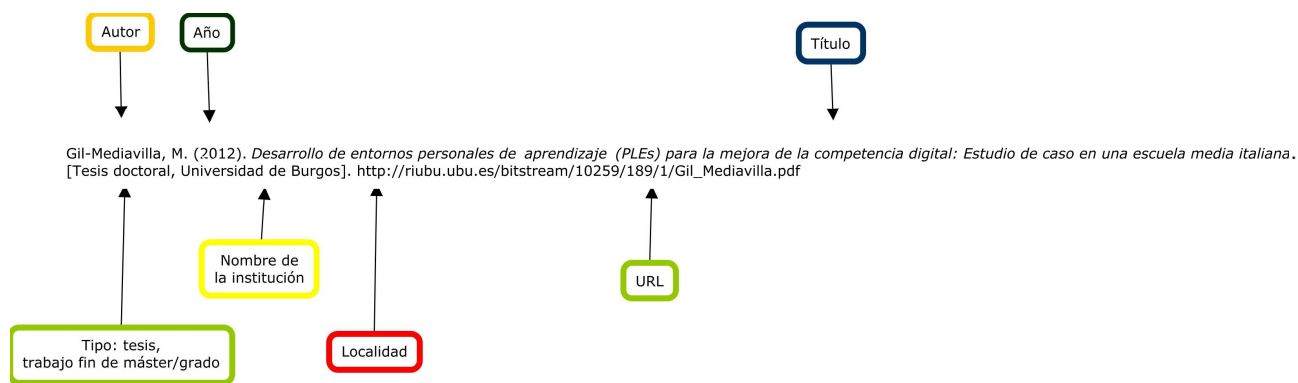 Autor
Año
Título
Gil-Mediavilla, M. (2012). Desarrollo de entornos personales de aprendizaje (PLEs) para la mejora de la competencia digital: Estudio de caso en una escuela media italiana.
[Tesis doctoral, Universidad de Burgos]. http://riubu.ubu.es/bitstream/10259/189/1/Gil_Mediavilla.pdf
Nombre de
la institución
URL
Tipo: tesis,
trabajo fin de máster/grado
Localidad